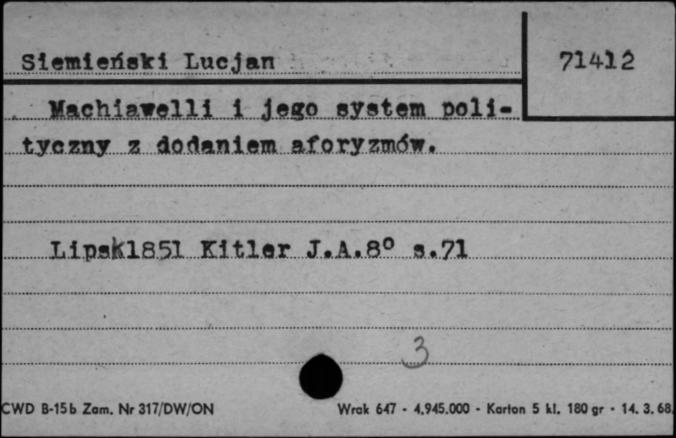 Siemieński Lucjan
71412
Machiawelli i jego system poli-
tyczny z dodaniem aforyzmów.
Lipsk1851 Kitler J.A.8° s.71
3
CWD B-15b Zam. Nr 317/DW/ON
Wrak 647 - 4.945.000 - Karton 5 kl. 180 gr - 14. 3. 68